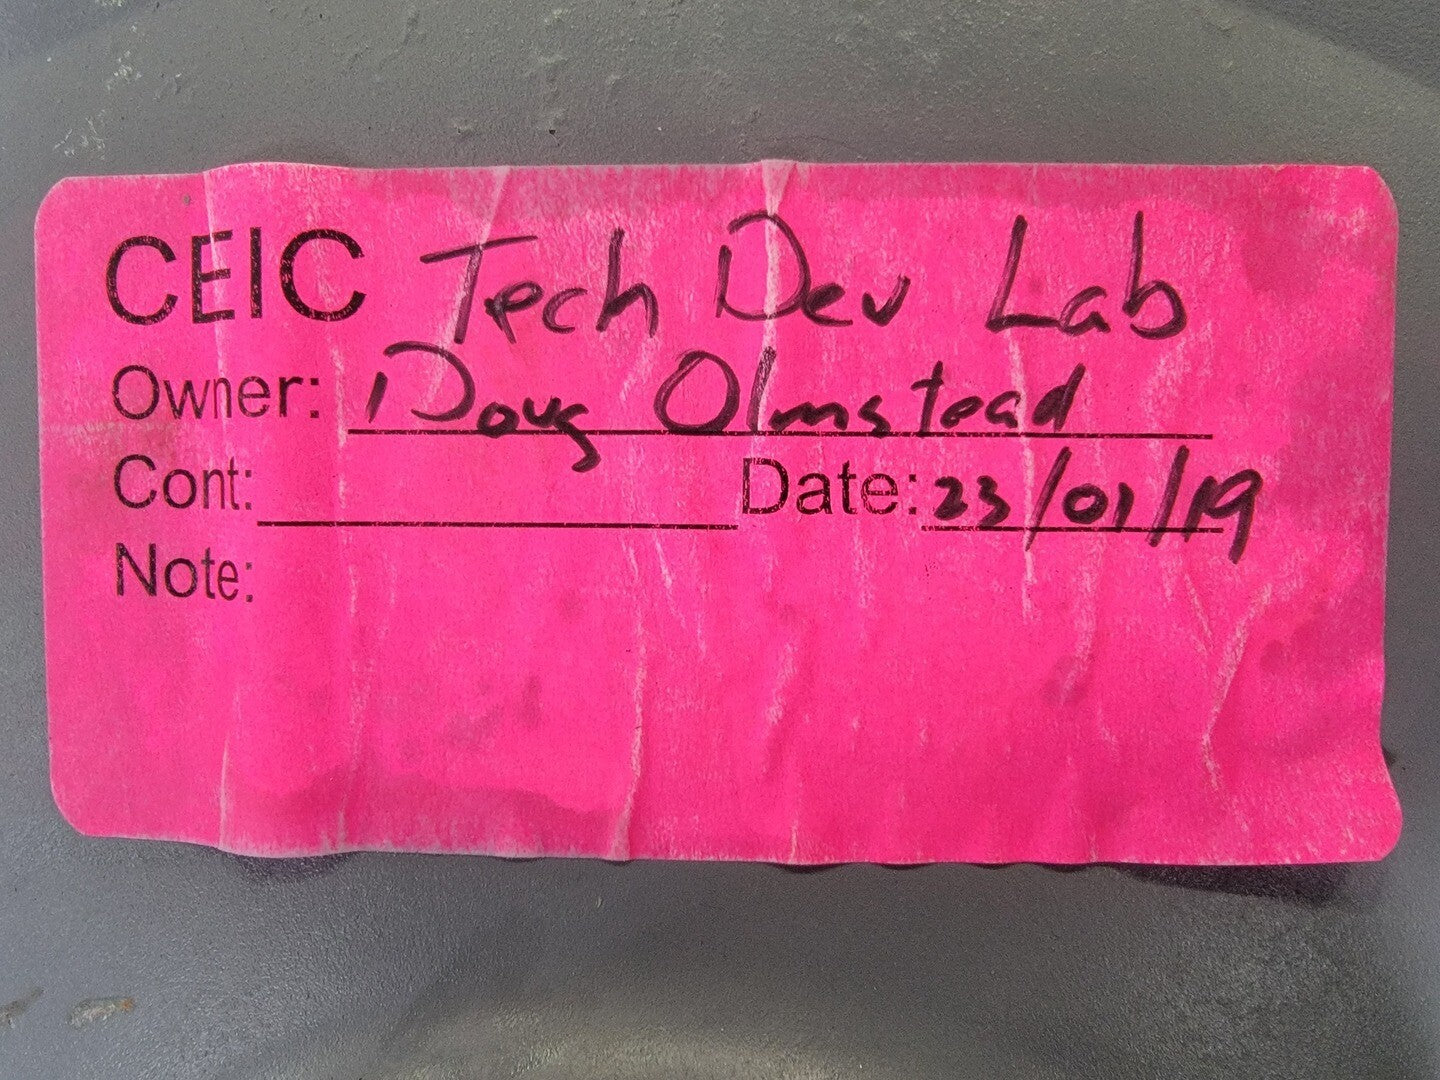 CEIC Tech Dev Lab
Owner: Doug Olmstead
Cont: Date: 23/01/19
Note: